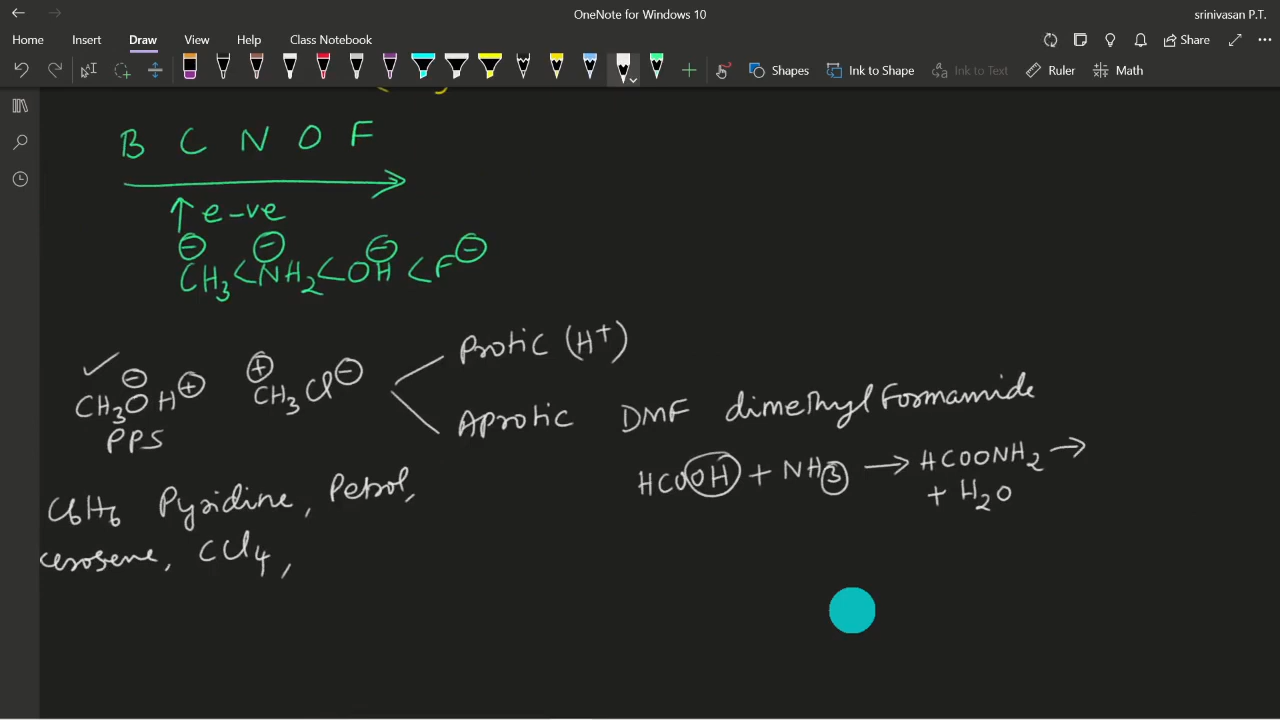 OneNote for Windows 10
srinivasan P.T.
Home Insert Draw View Help Class Notebook
Share
Shapes Ink to Shape Ink to Text Ruler Math
B C N O F
↑ e-ve
CH3⊖ < NH2⊖ < OH⊖ < F⊖
✓ CH3O⊖ H⊕ CH3⊕ Cl⊖
PPS
Protic (H+)
Aprotic DMF dimethyl Formamide
HCOOH + NH3 → HCOONH2 →
+ H2O
C6H6 Pyridine, Petrol,
kerosene, CCl4,